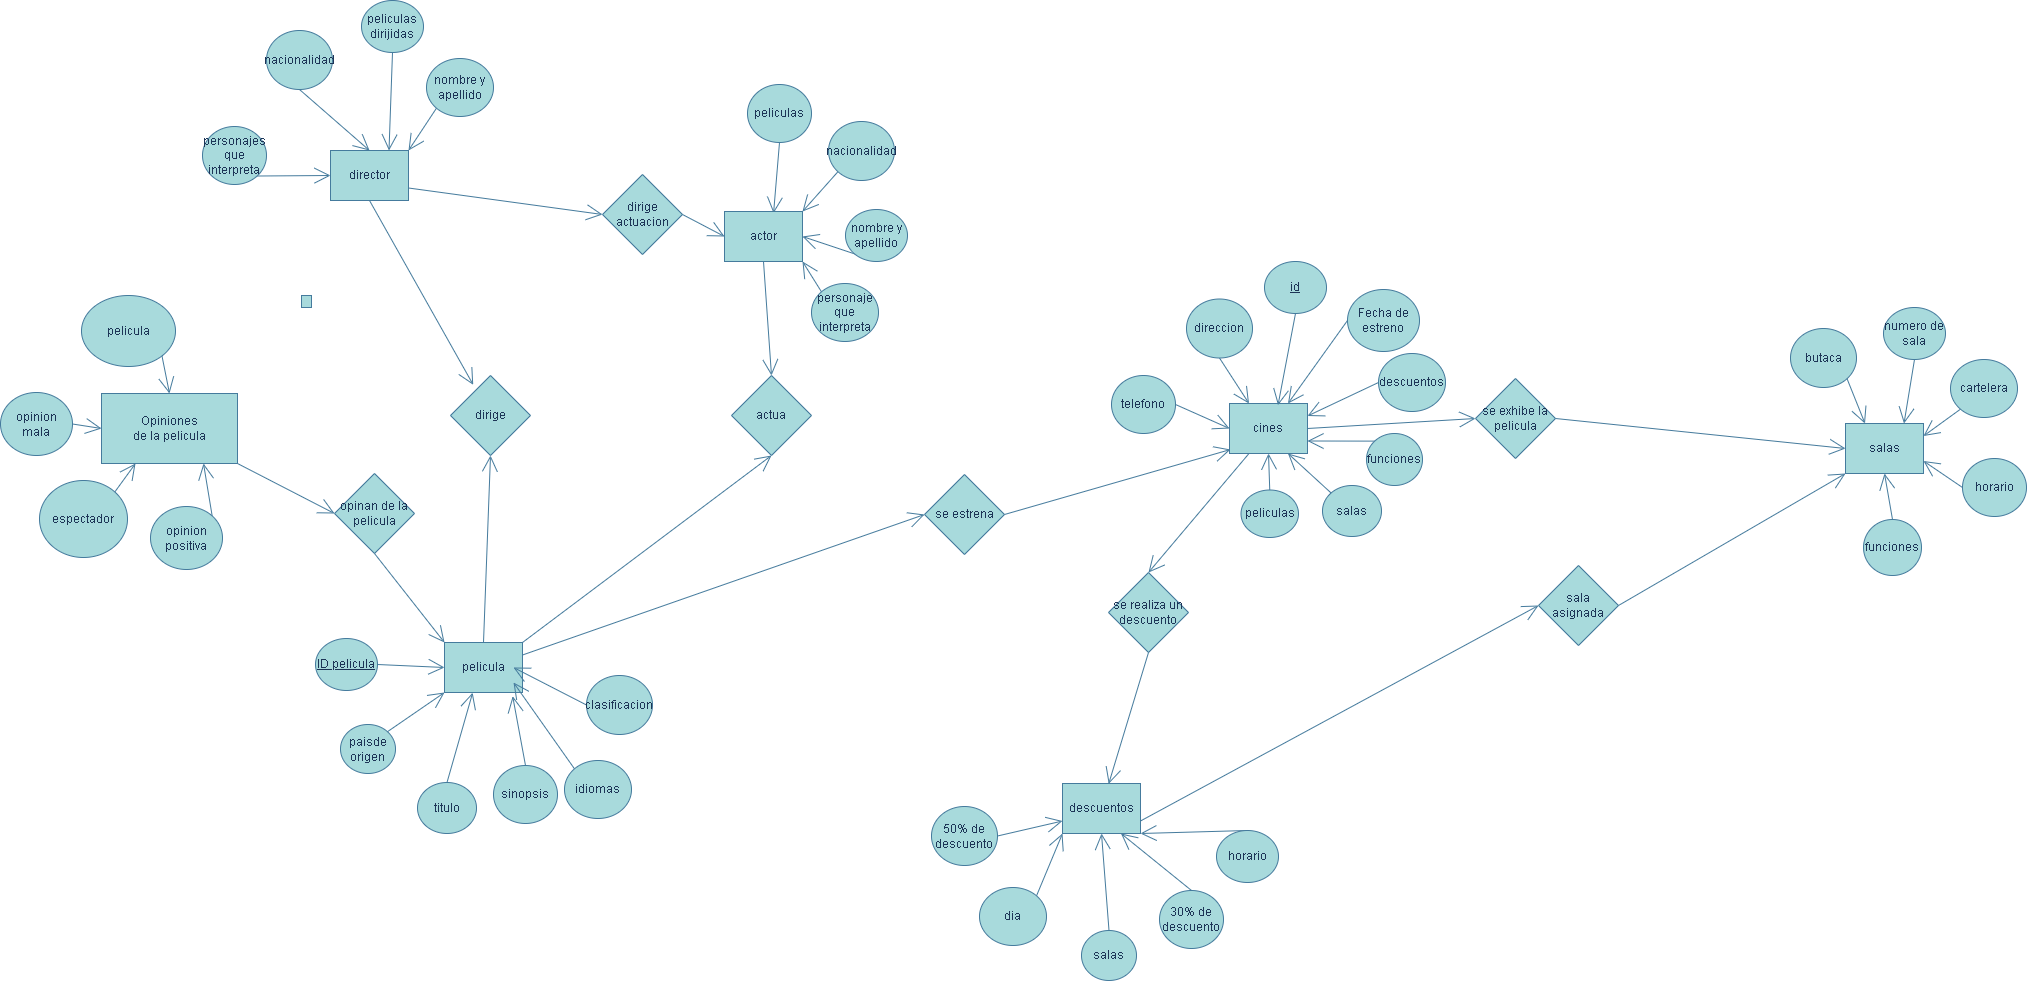 peliculas
dirijidas
nacionalidad
nombre y
apellido
personajes
que
interpreta
director
peliculas
nacionalidad
dirige
actuacion
actor
nombre y
apellido
personaje
que
interpreta
pelicula
opinion
mala
Opiniones
de la pelicula
espectador
opinion
positiva
opinan de la
pelicula
dirige
actua
id
direccion
Fecha de
estreno
descuentos
telefono
cines
funciones
peliculas
salas
se exhibe la
pelicula
butaca
numero de
sala
cartelera
salas
horario
funciones
se estrena
se realiza un
descuento
sala
asignada
ID pelicula
pelicula
clasificacion
paisde
origen
titulo
sinopsis
idiomas
descuentos
50% de
descuento
dia
salas
30% de
descuento
horario